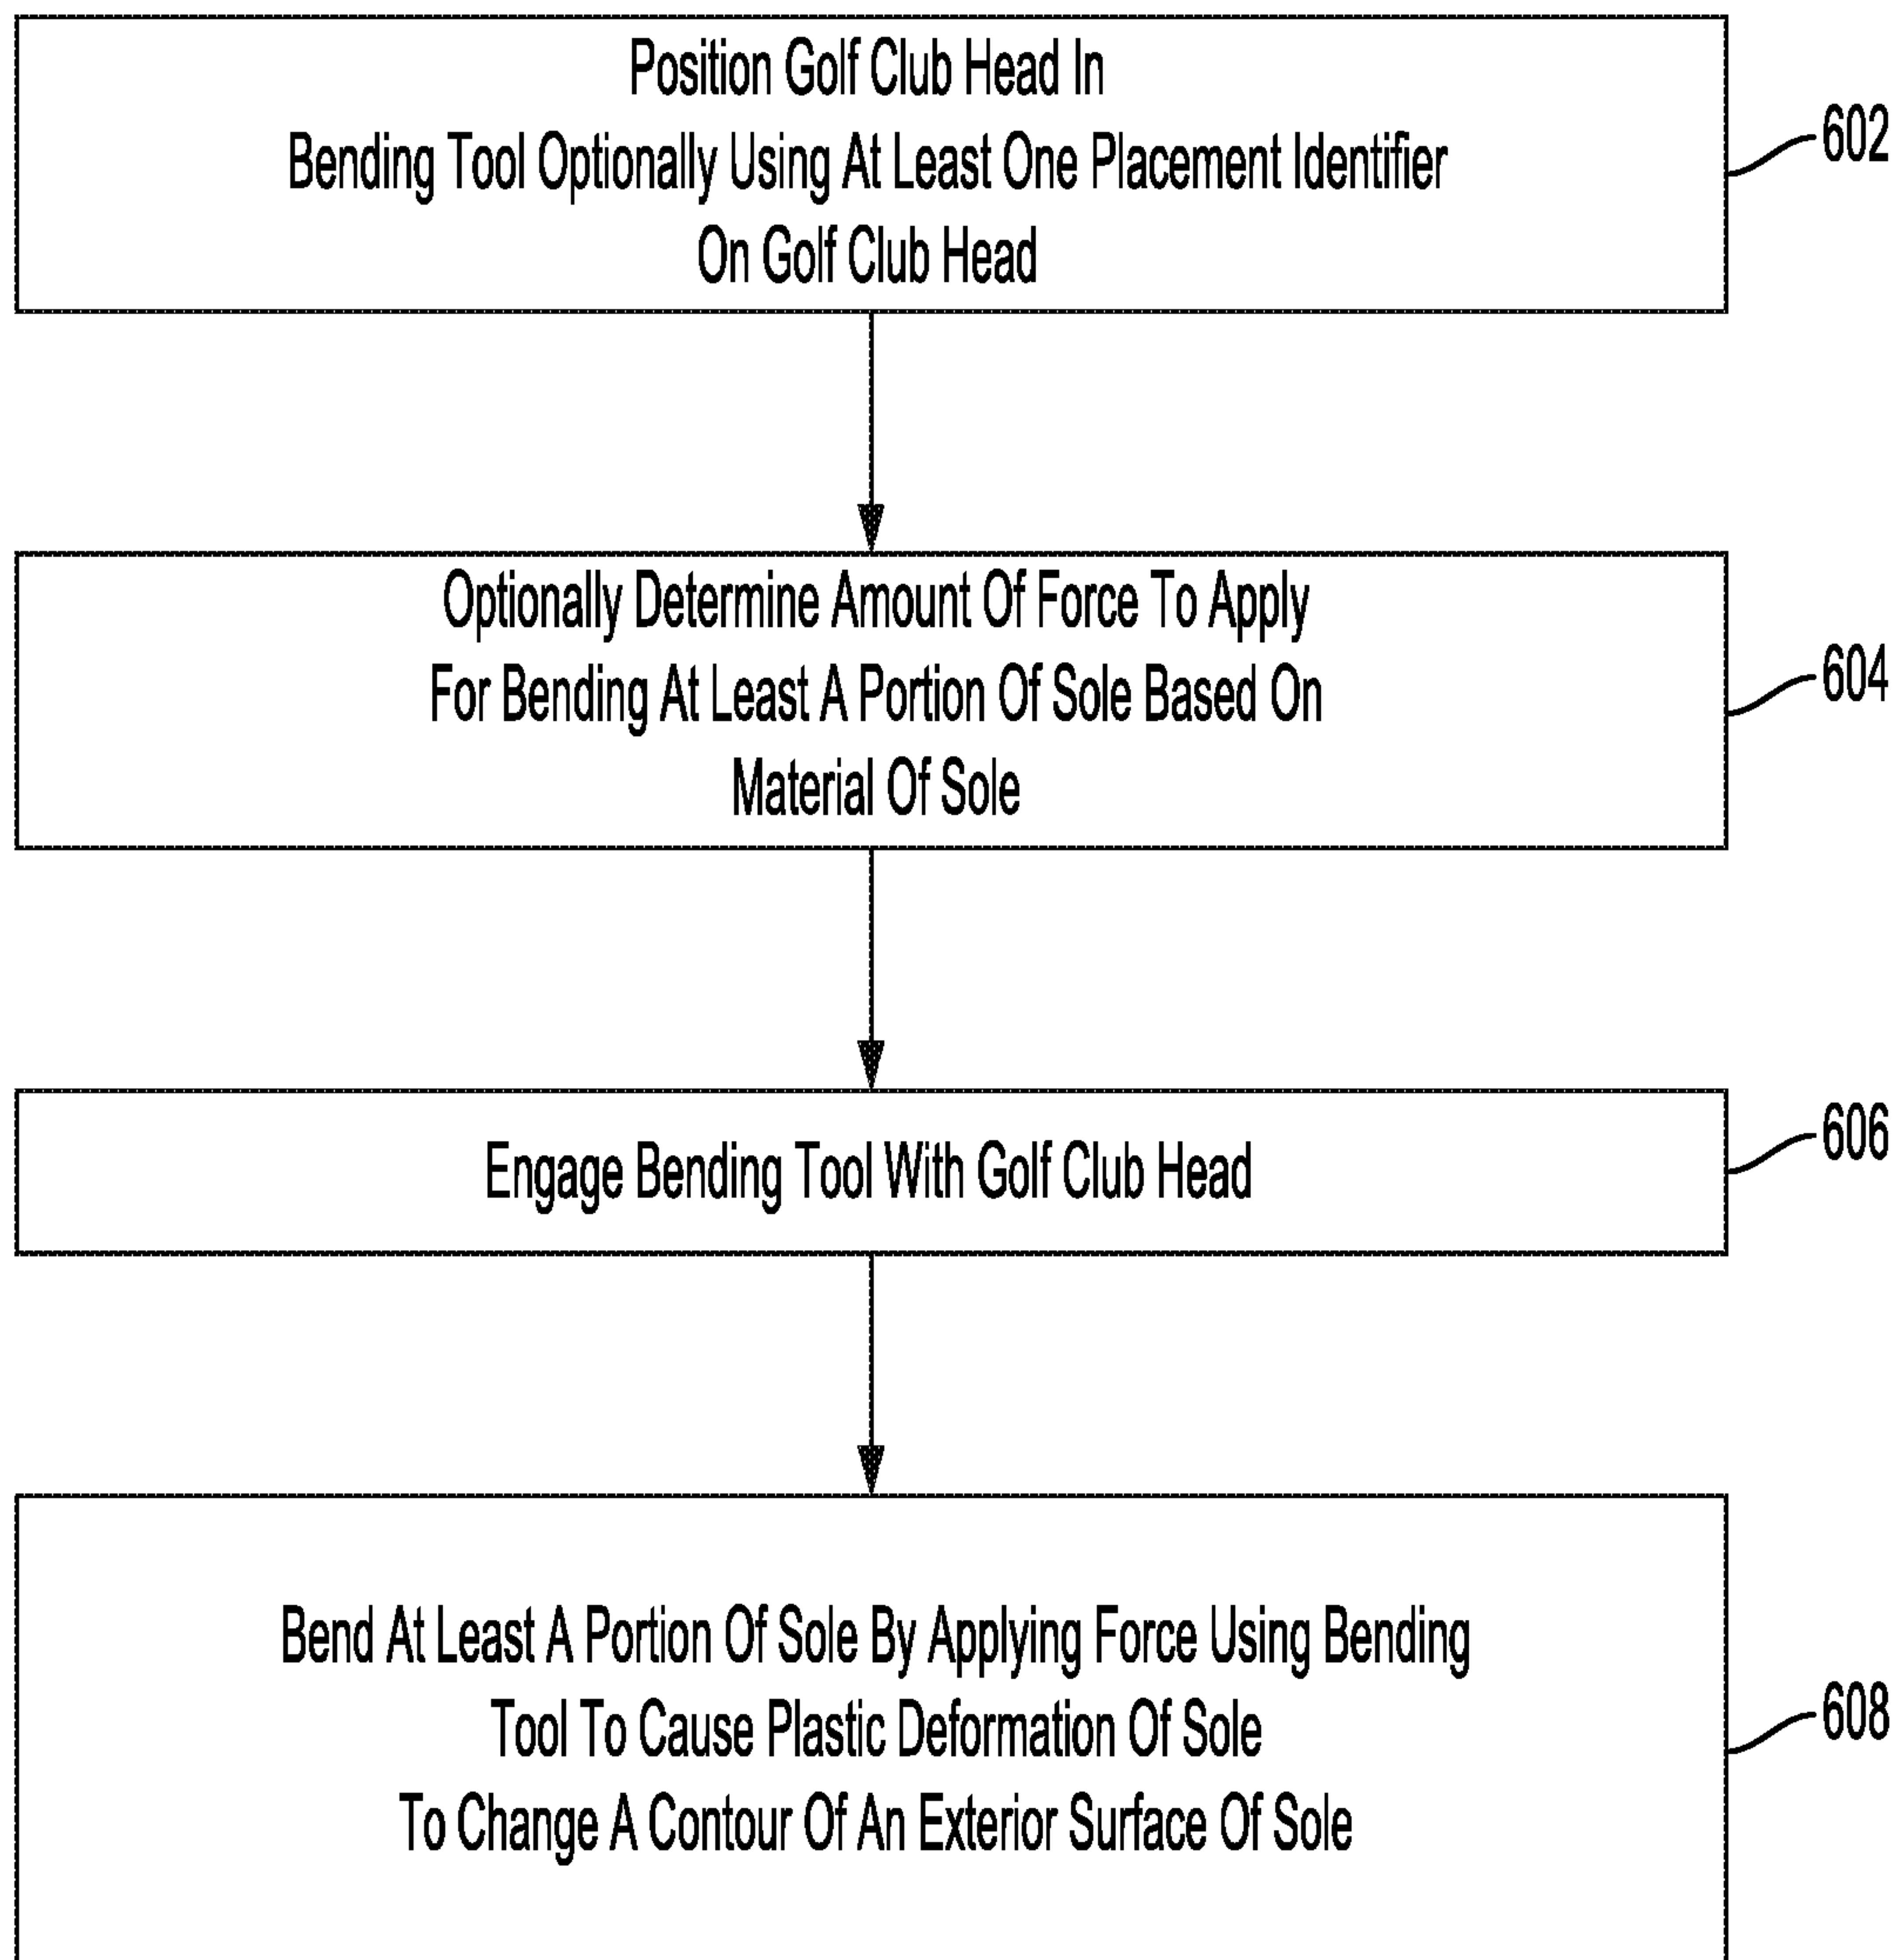 Position Golf Club Head In
Bending Tool Optionally Using At Least One Placement Identifier
On Golf Club Head
602
Optionally Determine Amount Of Force To Apply
For Bending At Least A Portion Of Sole Based On
Material Of Sole
604
Engage Bending Tool With Golf Club Head
606
Bend At Least A Portion Of Sole By Applying Force Using Bending
Tool To Cause Plastic Deformation Of Sole
To Change A Contour Of An Exterior Surface Of Sole
608